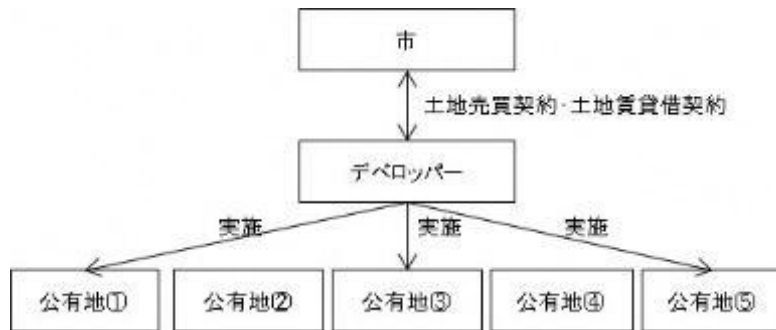 市
土地売買契約・土地賃貸借契約
デベロッパー
実施 実施 実施
公有地① 公有地② 公有地③ 公有地④ 公有地⑤